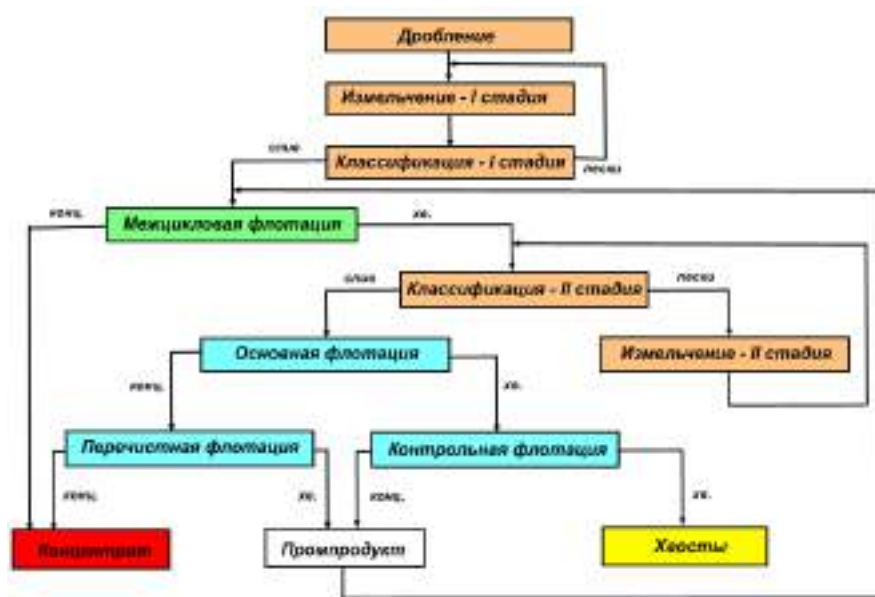 Дробление
Измельчение - I стадия
Классификация - I стадия
слив
пески
Межцикловая флотация
конц.
хв.
Классификация - II стадия
слив
пески
Основная флотация
Измельчение - II стадия
конц.
хв.
Перечистная флотация
Контрольная флотация
конц.
хв.
конц.
хв.
Концентрат
Промпродукт
Хвосты